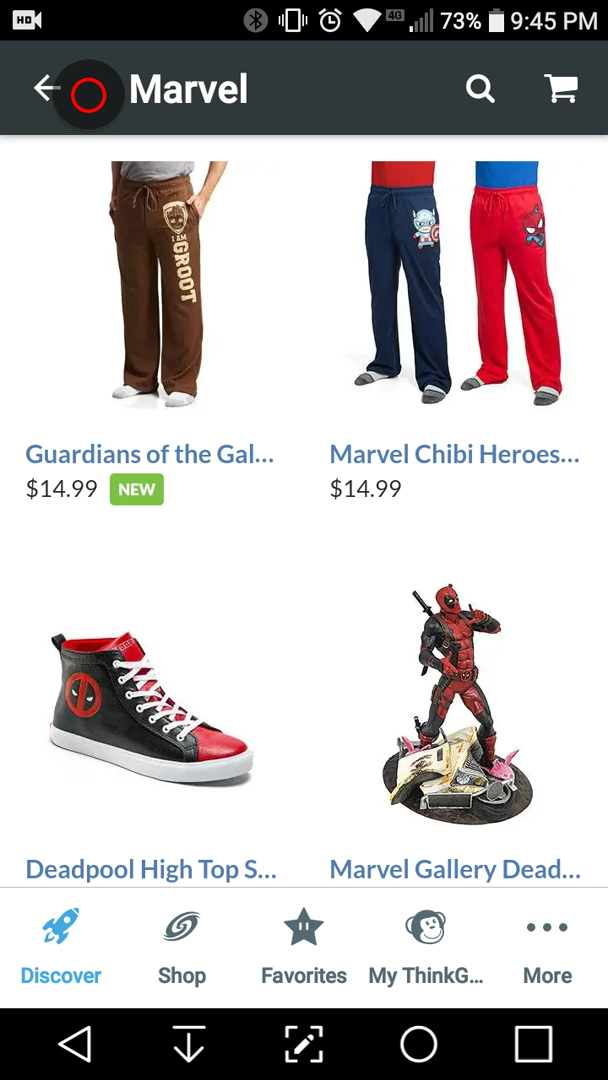 HD 4G 73% 9:45 PM
Marvel
I AM
GROOT
Guardians of the Gal... Marvel Chibi Heroes...
$14.99 NEW $14.99
Deadpool High Top S... Marvel Gallery Dead...
Discover Shop Favorites My ThinkG... More